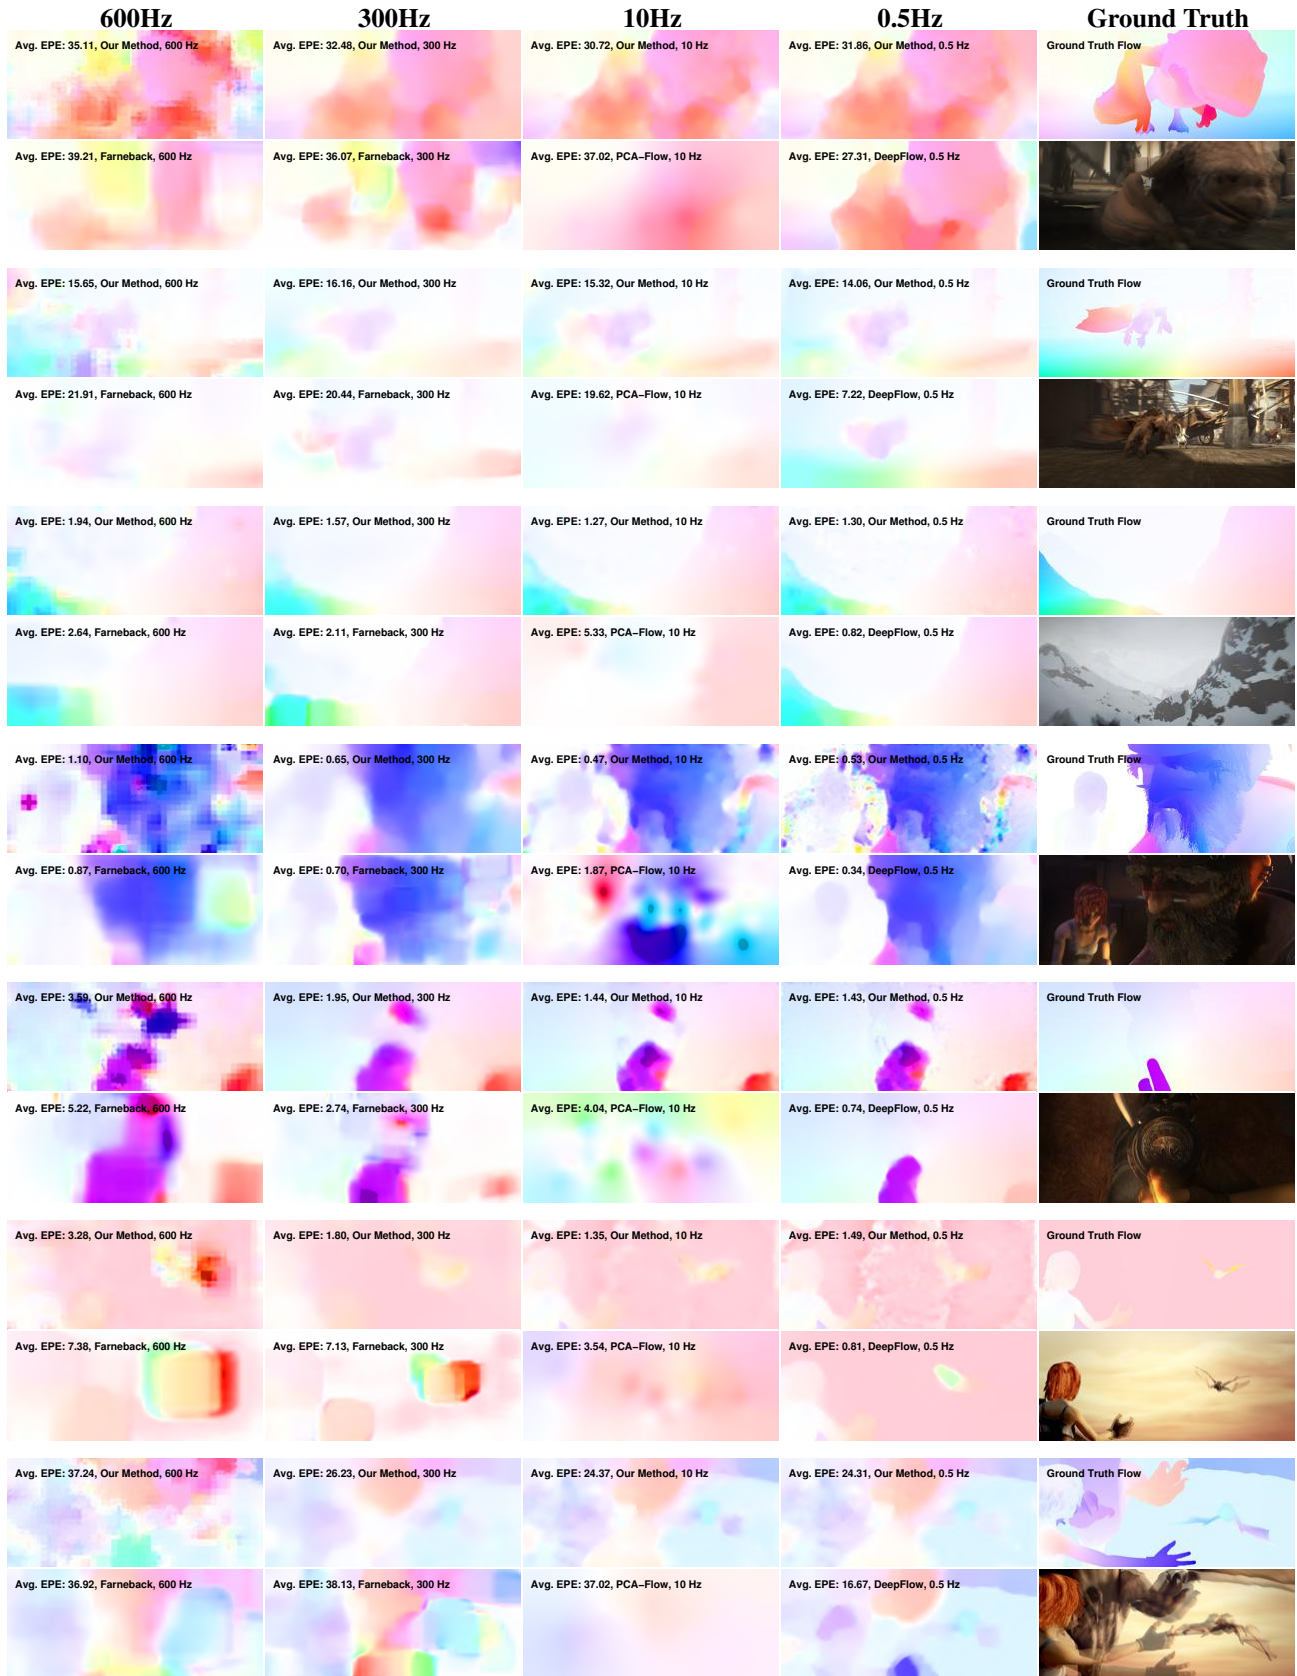 600Hz 300Hz 10Hz 0.5Hz Ground Truth
Avg. EPE: 35.11, Our Method, 600 Hz Avg. EPE: 32.48, Our Method, 300 Hz Avg. EPE: 30.72, Our Method, 10 Hz Avg. EPE: 31.86, Our Method, 0.5 Hz Ground Truth Flow
Avg. EPE: 39.21, Farneback, 600 Hz Avg. EPE: 36.07, Farneback, 300 Hz Avg. EPE: 37.02, PCA−Flow, 10 Hz Avg. EPE: 27.31, DeepFlow, 0.5 Hz
Avg. EPE: 15.65, Our Method, 600 Hz Avg. EPE: 16.16, Our Method, 300 Hz Avg. EPE: 15.32, Our Method, 10 Hz Avg. EPE: 14.06, Our Method, 0.5 Hz Ground Truth Flow
Avg. EPE: 21.91, Farneback, 600 Hz Avg. EPE: 20.44, Farneback, 300 Hz Avg. EPE: 19.62, PCA−Flow, 10 Hz Avg. EPE: 7.22, DeepFlow, 0.5 Hz
Avg. EPE: 1.94, Our Method, 600 Hz Avg. EPE: 1.57, Our Method, 300 Hz Avg. EPE: 1.27, Our Method, 10 Hz Avg. EPE: 1.30, Our Method, 0.5 Hz Ground Truth Flow
Avg. EPE: 2.64, Farneback, 600 Hz Avg. EPE: 2.11, Farneback, 300 Hz Avg. EPE: 5.33, PCA−Flow, 10 Hz Avg. EPE: 0.82, DeepFlow, 0.5 Hz
Avg. EPE: 1.10, Our Method, 600 Hz Avg. EPE: 0.65, Our Method, 300 Hz Avg. EPE: 0.47, Our Method, 10 Hz Avg. EPE: 0.53, Our Method, 0.5 Hz Ground Truth Flow
Avg. EPE: 0.87, Farneback, 600 Hz Avg. EPE: 0.70, Farneback, 300 Hz Avg. EPE: 1.87, PCA−Flow, 10 Hz Avg. EPE: 0.34, DeepFlow, 0.5 Hz
Avg. EPE: 3.59, Our Method, 600 Hz Avg. EPE: 1.95, Our Method, 300 Hz Avg. EPE: 1.44, Our Method, 10 Hz Avg. EPE: 1.43, Our Method, 0.5 Hz Ground Truth Flow
Avg. EPE: 5.22, Farneback, 600 Hz Avg. EPE: 2.74, Farneback, 300 Hz Avg. EPE: 4.04, PCA−Flow, 10 Hz Avg. EPE: 0.74, DeepFlow, 0.5 Hz
Avg. EPE: 3.28, Our Method, 600 Hz Avg. EPE: 1.80, Our Method, 300 Hz Avg. EPE: 1.35, Our Method, 10 Hz Avg. EPE: 1.49, Our Method, 0.5 Hz Ground Truth Flow
Avg. EPE: 7.38, Farneback, 600 Hz Avg. EPE: 7.13, Farneback, 300 Hz Avg. EPE: 3.54, PCA−Flow, 10 Hz Avg. EPE: 0.81, DeepFlow, 0.5 Hz
Avg. EPE: 37.24, Our Method, 600 Hz Avg. EPE: 26.23, Our Method, 300 Hz Avg. EPE: 24.37, Our Method, 10 Hz Avg. EPE: 24.31, Our Method, 0.5 Hz Ground Truth Flow
Avg. EPE: 36.92, Farneback, 600 Hz Avg. EPE: 38.13, Farneback, 300 Hz Avg. EPE: 37.02, PCA−Flow, 10 Hz Avg. EPE: 16.67, DeepFlow, 0.5 Hz